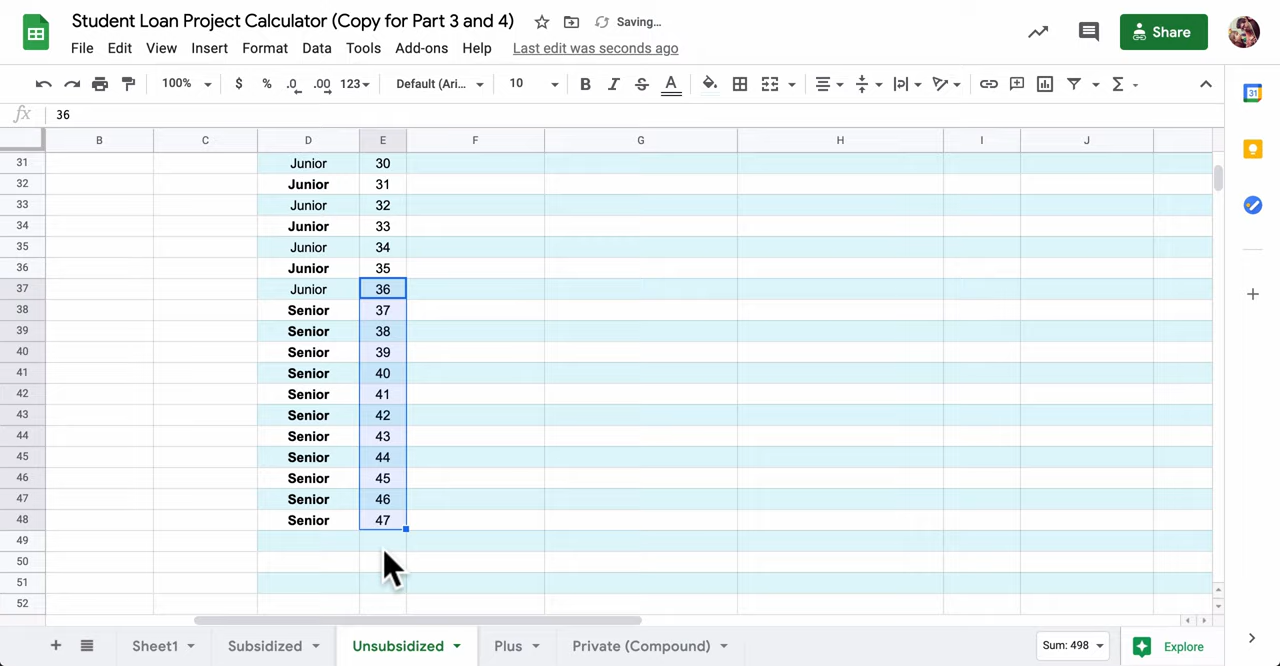 Student Loan Project Calculator (Copy for Part 3 and 4) Saving...
File Edit View Insert Format Data Tools Add-ons Help Last edit was seconds ago
Share
100% $ % .0 .00 123 Default (Ari... 10 B I S A Σ
fx 36
B C D E F G H I J
31 Junior 30
32 Junior 31
33 Junior 32
34 Junior 33
35 Junior 34
36 Junior 35
37 Junior 36
38 Senior 37
39 Senior 38
40 Senior 39
41 Senior 40
42 Senior 41
43 Senior 42
44 Senior 43
45 Senior 44
46 Senior 45
47 Senior 46
48 Senior 47
49
50
51
52
31
+ Sheet1 Subsidized Unsubsidized Plus Private (Compound) Sum: 498 Explore